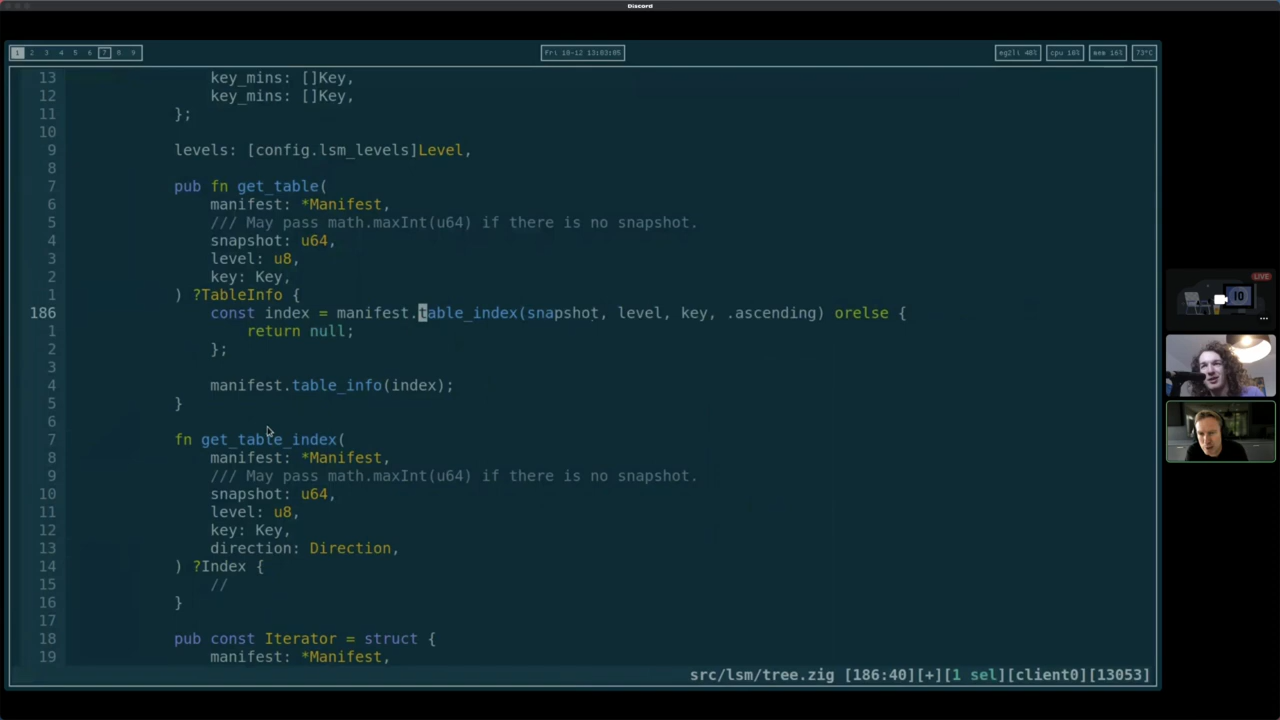 Discord
1 2 3 4 5 6 7 8 9
Fri 10-12 13:03:05
cpu 10%
mem 16%
73°C
13 key_mins: []Key,
12 key_mins: []Key,
11 };
10
9 levels: [config.lsm_levels]Level,
8
7 pub fn get_table(
6 manifest: *Manifest,
5 /// May pass math.maxInt(u64) if there is no snapshot.
4 snapshot: u64,
3 level: u8,
2 key: Key,
1 ) ?TableInfo {
186 const index = manifest.table_index(snapshot, level, key, .ascending) orelse {
1 return null;
2 };
3
4 manifest.table_info(index);
5 }
6
7 fn get_table_index(
8 manifest: *Manifest,
9 /// May pass math.maxInt(u64) if there is no snapshot.
10 snapshot: u64,
11 level: u8,
12 key: Key,
13 direction: Direction,
14 ) ?Index {
15 //
16 }
17
18 pub const Iterator = struct {
19 manifest: *Manifest,
src/lsm/tree.zig [186:40][+][1 sel][client0][13053]
LIVE
10